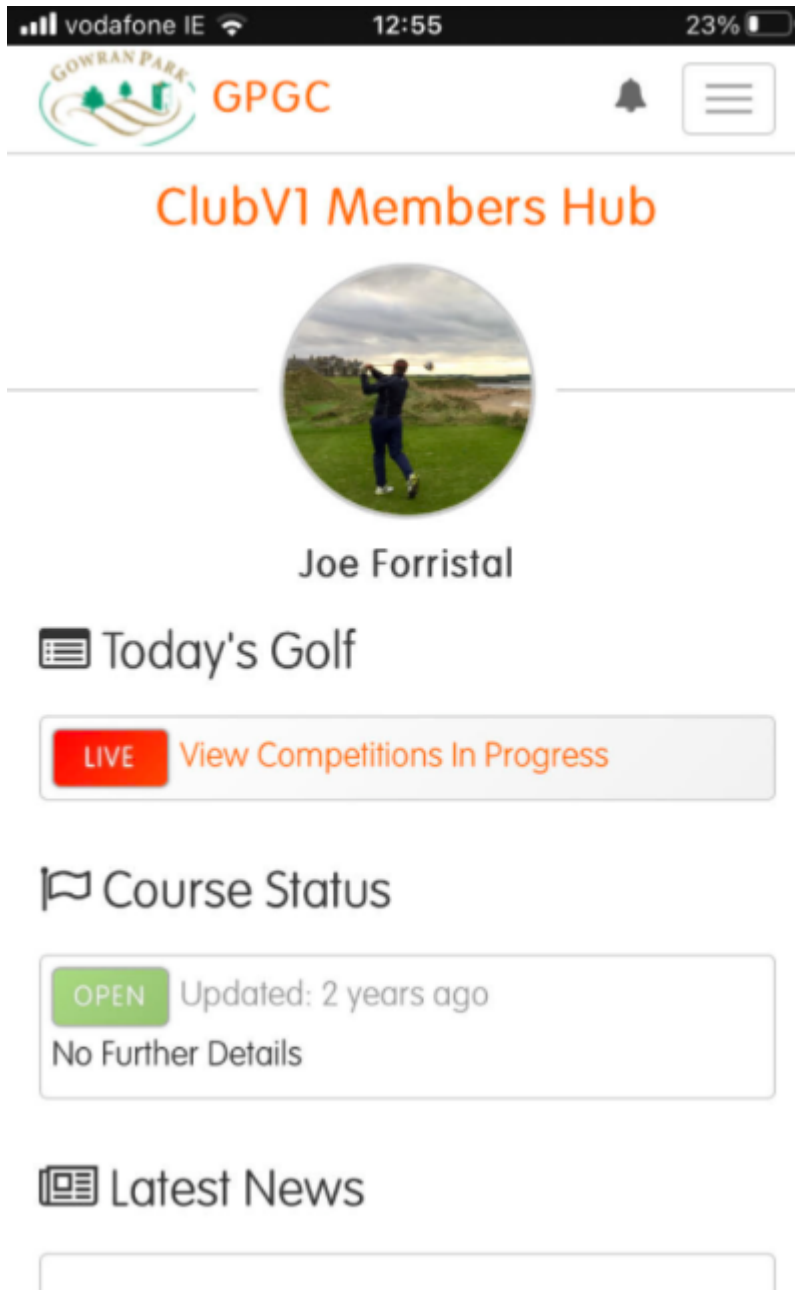 vodafone IE 12:55 23%
GOWRAN PARK
GPGC
ClubV1 Members Hub
Joe Forristal
Today's Golf
LIVE View Competitions In Progress
Course Status
OPEN Updated: 2 years ago
No Further Details
Latest News